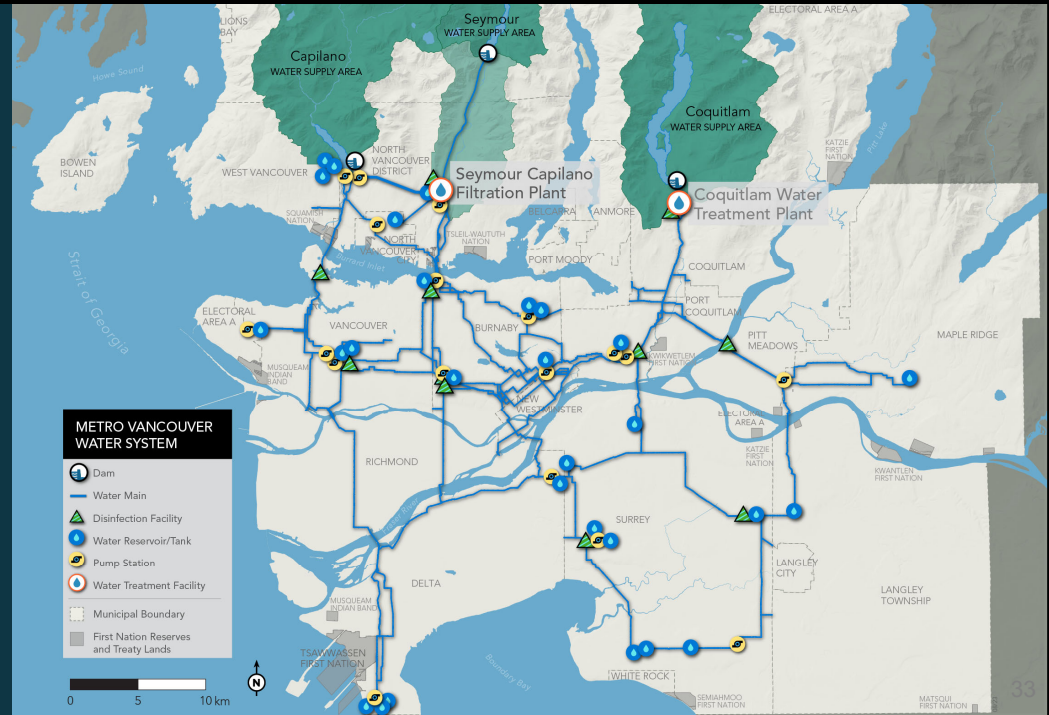 LIONS
BAY
Seymour
WATER SUPPLY AREA
ELECTORAL AREA A
Capilano
WATER SUPPLY AREA
Howe Sound
Coquitlam
WATER SUPPLY AREA
Pitt Lake
BOWEN
ISLAND
WEST VANCOUVER
NORTH
VANCOUVER
DISTRICT
KATZIE
FIRST
NATION
Seymour Capilano
Filtration Plant
Coquitlam Water
Treatment Plant
SQUAMISH
NATION
BELCARRA
ANMORE
NORTH
VANCOUVER
CITY
TSLEIL-WAUTUTH
NATION
Burrard Inlet
PORT MOODY
COQUITLAM
Strait of Georgia
ELECTORAL
AREA A
VANCOUVER
BURNABY
PORT
COQUITLAM
PITT
MEADOWS
MAPLE RIDGE
MUSQUEAM
INDIAN
BAND
KWIKWETLEM
FIRST NATION
NEW
WESTMINSTER
ELECTORAL
AREA A
KATZIE
FIRST
NATION
KWANTLEN
FIRST NATION
RICHMOND
Fraser River
SURREY
LANGLEY
CITY
LANGLEY
TOWNSHIP
DELTA
MUSQUEAM
INDIAN BAND
TSAWWASSEN
FIRST NATION
Boundary Bay
WHITE ROCK
SEMIAHMOO
FIRST NATION
MATSQUI
FIRST NATION
METRO VANCOUVER
WATER SYSTEM
Dam
Water Main
Disinfection Facility
Water Reservoir/Tank
Pump Station
Water Treatment Facility
Municipal Boundary
First Nation Reserves
and Treaty Lands
N
0 5 10 km
33